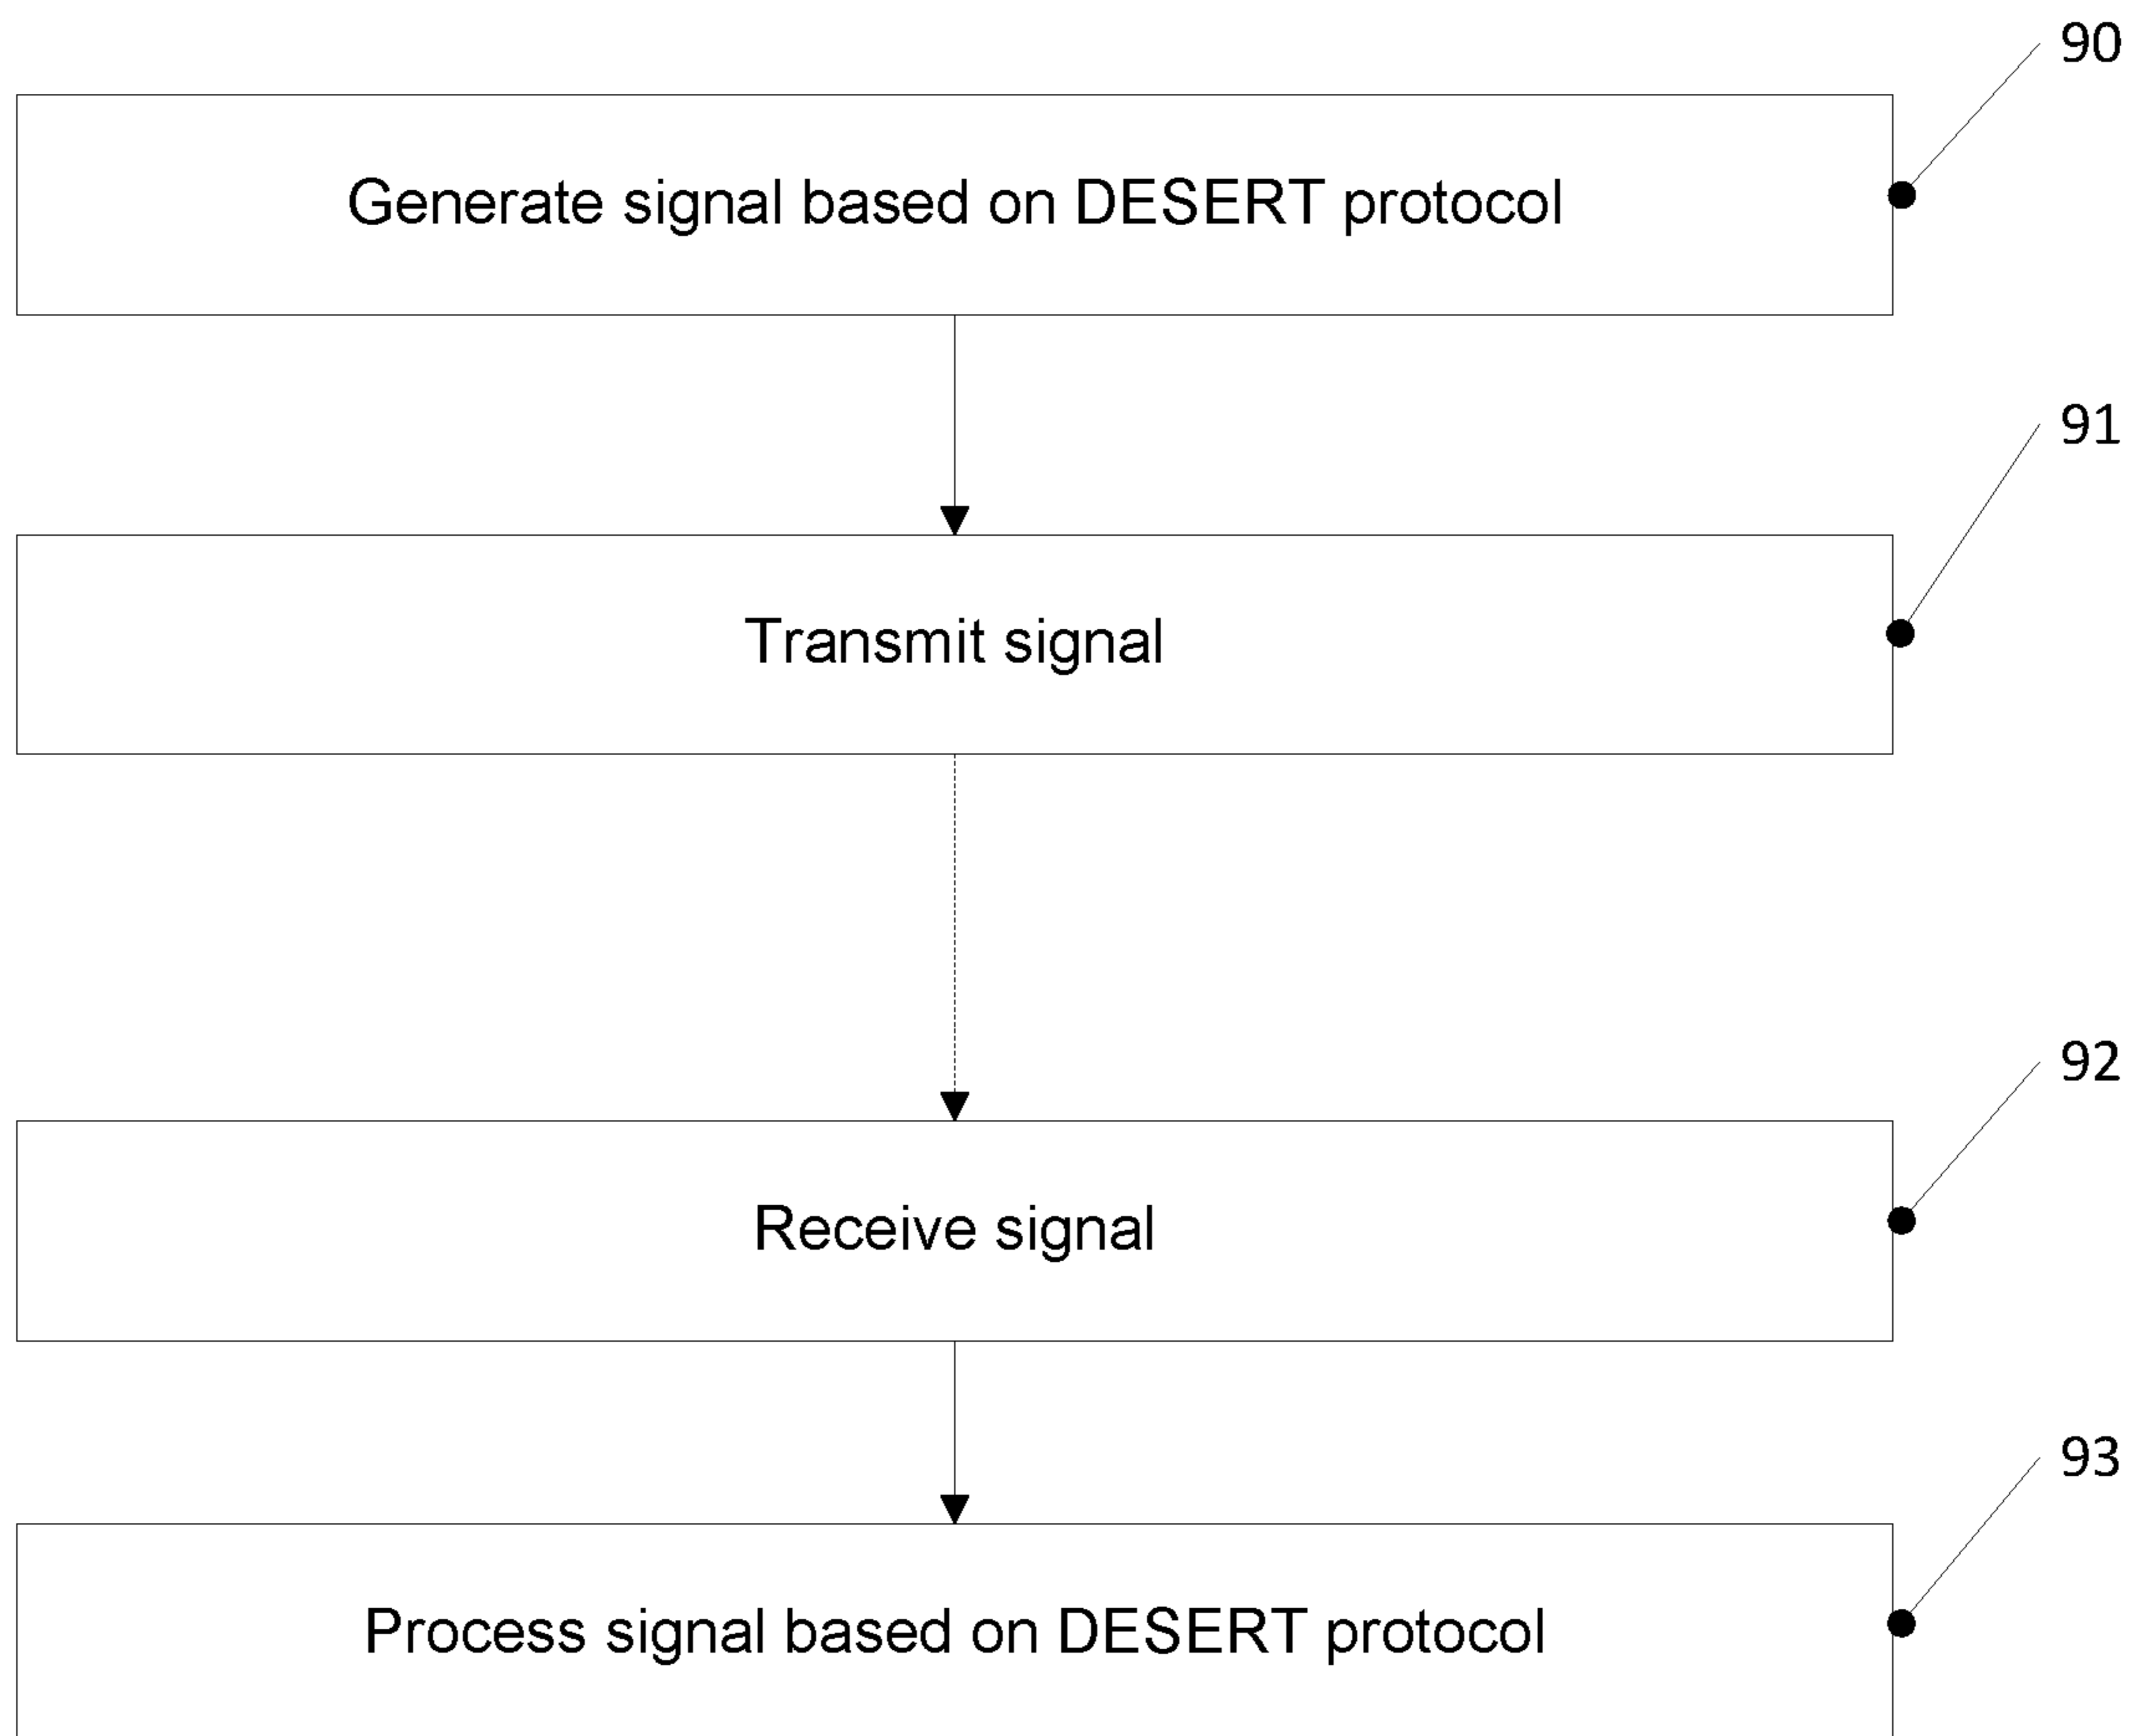 90
Generate signal based on DESERT protocol
91
Transmit signal
92
Receive signal
93
Process signal based on DESERT protocol